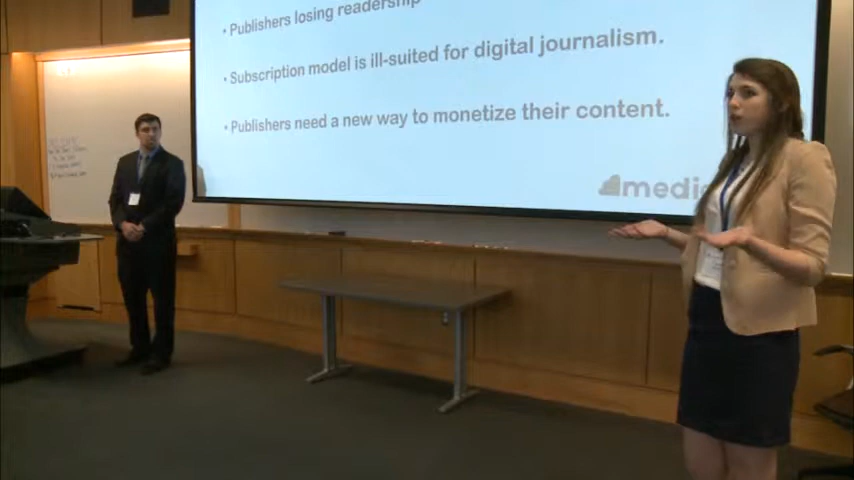 • Publishers losing readership
• Subscription model is ill-suited for digital journalism.
• Publishers need a new way to monetize their content.
medi